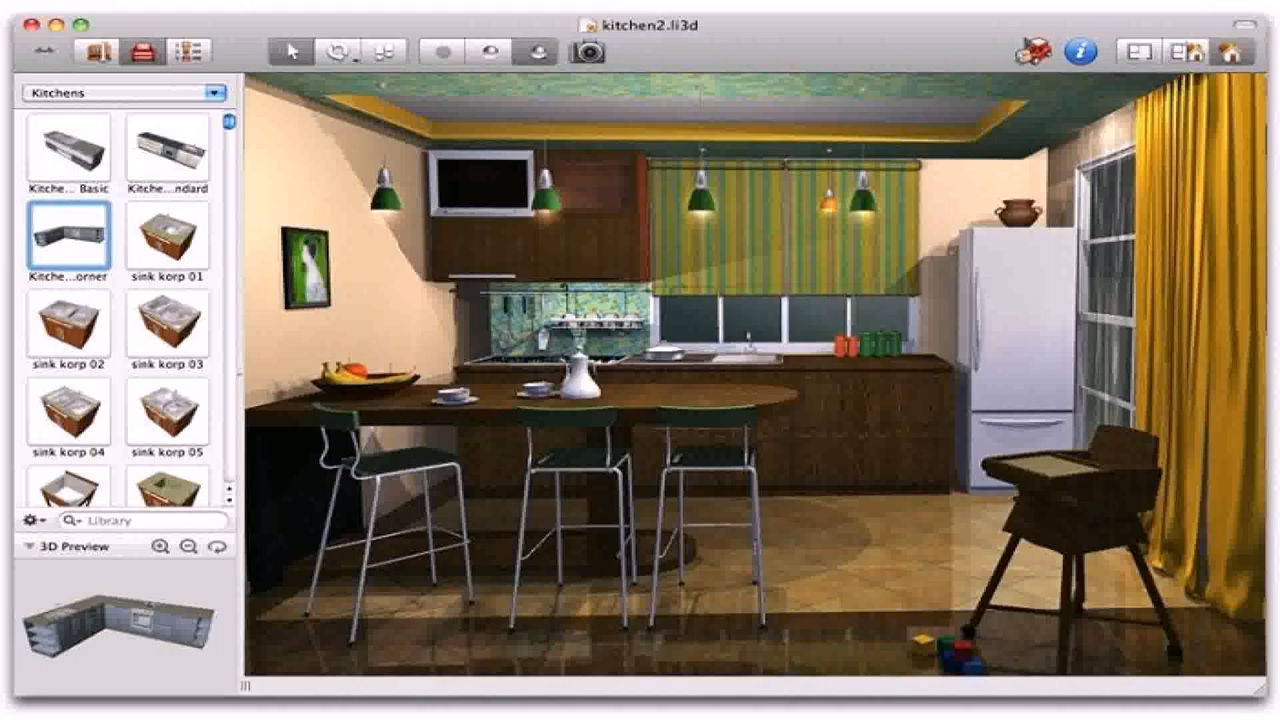 kitchen2.li3d
Kitchens
Kitche... Basic
Kitche...ndard
Kitche...orner
sink korp 01
sink korp 02
sink korp 03
sink korp 04
sink korp 05
Library
3D Preview